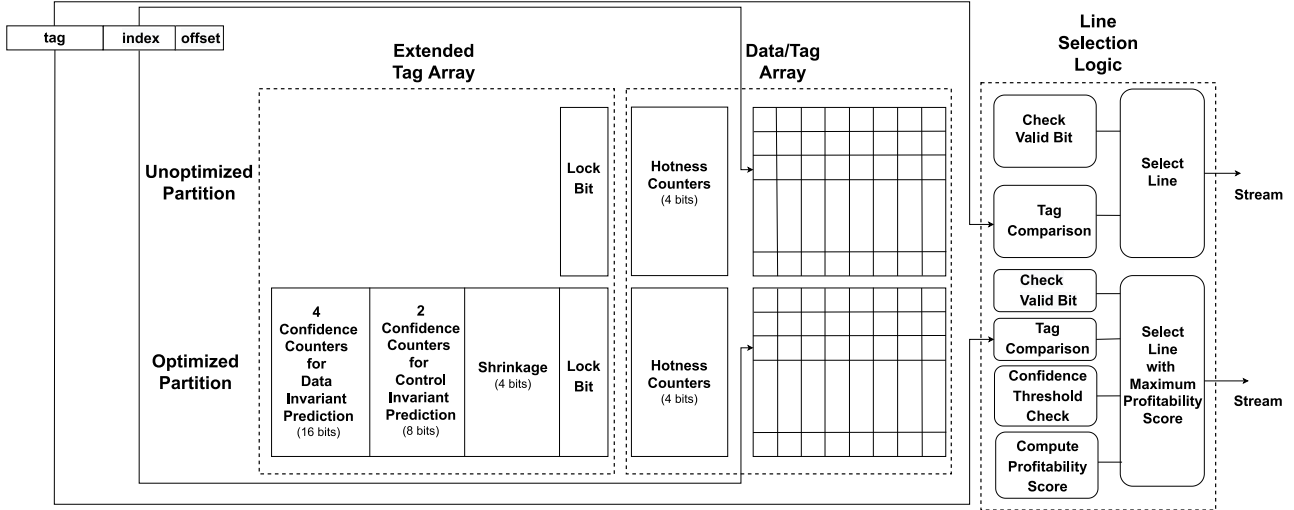 tag index offset
Extended
Tag Array
Data/Tag
Array
Line
Selection
Logic
Unoptimized
Partition
Lock
Bit
Hotness
Counters
(4 bits)
Check
Valid Bit
Tag
Comparison
Select
Line
Stream
Optimized
Partition
4
Confidence
Counters
for
Data
Invariant
Prediction
(16 bits)
2
Confidence
Counters
for
Control
Invariant
Prediction
(8 bits)
Shrinkage
(4 bits)
Lock
Bit
Hotness
Counters
(4 bits)
Check
Valid Bit
Tag
Comparison
Confidence
Threshold
Check
Compute
Profitability
Score
Select
Line
with
Maximum
Profitability
Score
Stream